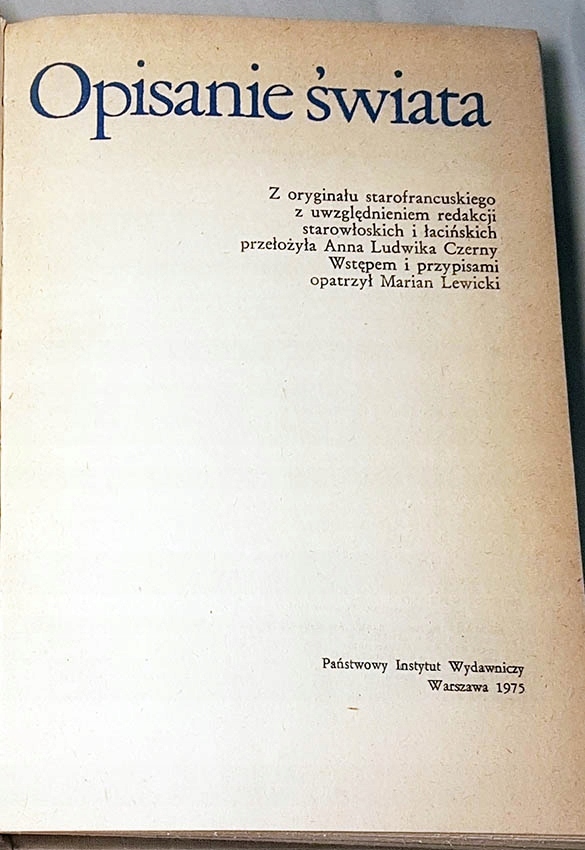 Opisanie świata
Z oryginału starofrancuskiego
z uwzględnieniem redakcji
starowłoskich i łacińskich
przełożyła Anna Ludwika Czerny
Wstępem i przypisami
opatrzył Marian Lewicki
Państwowy Instytut Wydawniczy
Warszawa 1975